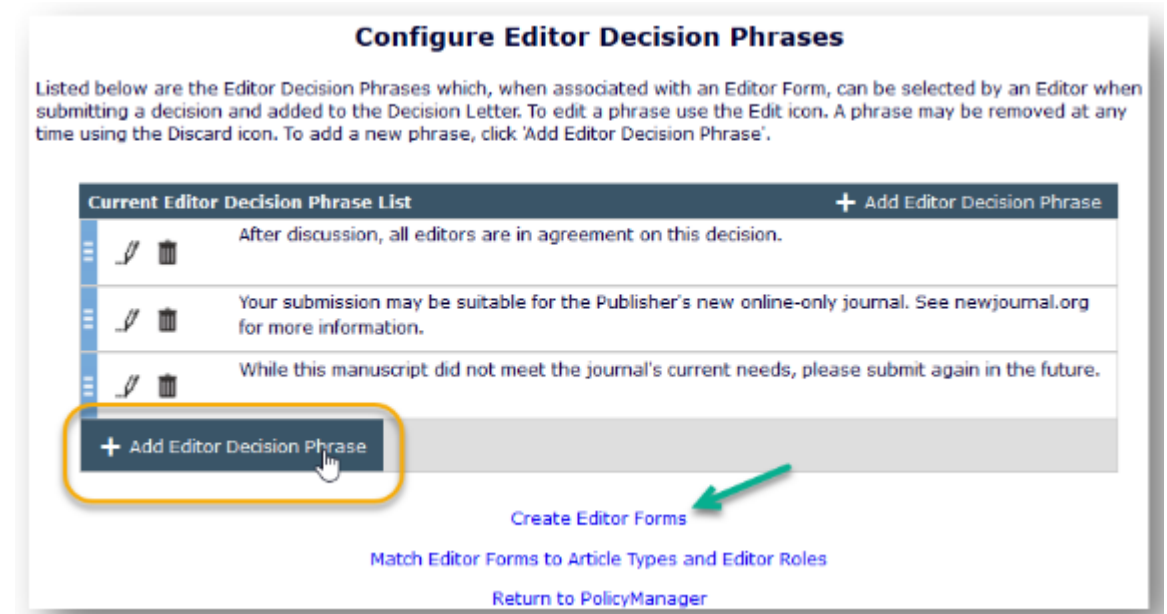 Configure Editor Decision Phrases
Listed below are the Editor Decision Phrases which, when associated with an Editor Form, can be selected by an Editor when
submitting a decision and added to the Decision Letter. To edit a phrase use the Edit icon. A phrase may be removed at any
time using the Discard icon. To add a new phrase, click 'Add Editor Decision Phrase'.
Current Editor Decision Phrase List
+ Add Editor Decision Phrase
After discussion, all editors are in agreement on this decision.
Your submission may be suitable for the Publisher's new online-only journal. See newjournal.org
for more information.
While this manuscript did not meet the journal's current needs, please submit again in the future.
+ Add Editor Decision Phrase
Create Editor Forms
Match Editor Forms to Article Types and Editor Roles
Return to PolicyManager